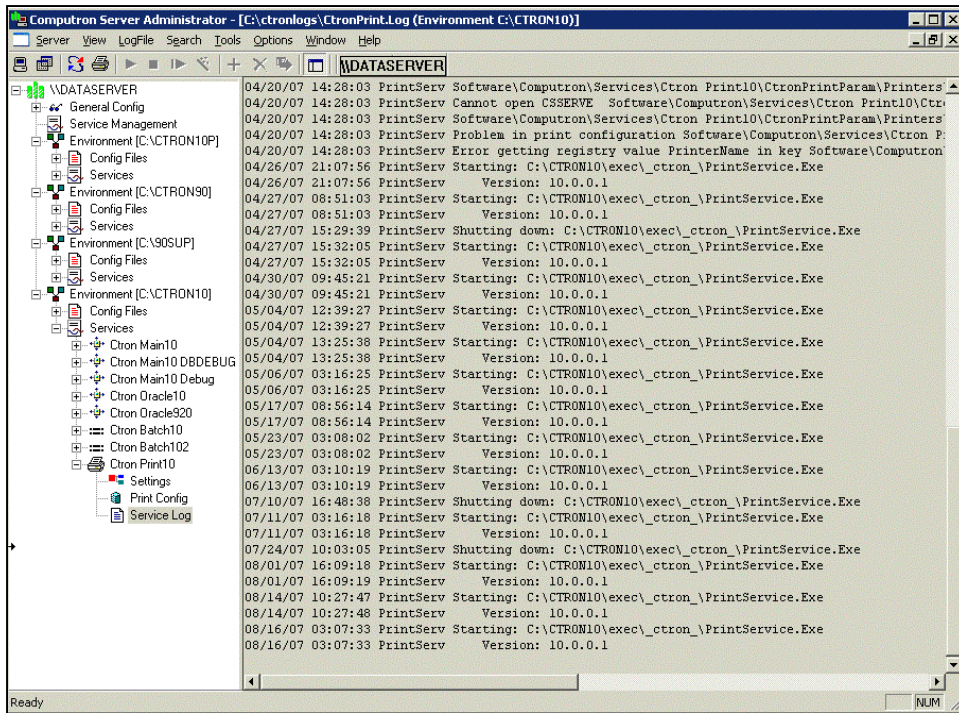 Computron Server Administrator - [C:\ctronlogs\CtronPrint.Log (Environment C:\CTRON10)]
Server View LogFile Search Tools Options Window Help
\\DATASERVER
\\DATASERVER
General Config
Service Management
Environment [C:\CTRON10P]
Config Files
Services
Environment [C:\CTRON90]
Config Files
Services
Environment [C:\90SUP]
Config Files
Services
Environment [C:\CTRON10]
Config Files
Services
Ctron Main10
Ctron Main10 DBDEBUG
Ctron Main10 Debug
Ctron Oracle10
Ctron Oracle920
Ctron Batch10
Ctron Batch102
Ctron Print10
Settings
Print Config
Service Log
04/20/07 14:28:03 PrintServ Software\Computron\Services\Ctron Print10\CtronPrintParam\Printers
04/20/07 14:28:03 PrintServ Cannot open CSSERVE Software\Computron\Services\Ctron Print10\Ctr
04/20/07 14:28:03 PrintServ Software\Computron\Services\Ctron Print10\CtronPrintParam\Printers
04/20/07 14:28:03 PrintServ Problem in print configuration Software\Computron\Services\Ctron P
04/20/07 14:28:03 PrintServ Error getting registry value PrinterName in key Software\Computron
04/26/07 21:07:56 PrintServ Starting: C:\CTRON10\exec\_ctron_\PrintService.Exe
04/26/07 21:07:56 PrintServ Version: 10.0.0.1
04/27/07 08:51:03 PrintServ Starting: C:\CTRON10\exec\_ctron_\PrintService.Exe
04/27/07 08:51:03 PrintServ Version: 10.0.0.1
04/27/07 15:29:39 PrintServ Shutting down: C:\CTRON10\exec\_ctron_\PrintService.Exe
04/27/07 15:32:05 PrintServ Starting: C:\CTRON10\exec\_ctron_\PrintService.Exe
04/27/07 15:32:05 PrintServ Version: 10.0.0.1
04/30/07 09:45:21 PrintServ Starting: C:\CTRON10\exec\_ctron_\PrintService.Exe
04/30/07 09:45:21 PrintServ Version: 10.0.0.1
05/04/07 12:39:27 PrintServ Starting: C:\CTRON10\exec\_ctron_\PrintService.Exe
05/04/07 12:39:27 PrintServ Version: 10.0.0.1
05/04/07 13:25:38 PrintServ Starting: C:\CTRON10\exec\_ctron_\PrintService.Exe
05/04/07 13:25:38 PrintServ Version: 10.0.0.1
05/06/07 03:16:25 PrintServ Starting: C:\CTRON10\exec\_ctron_\PrintService.Exe
05/06/07 03:16:25 PrintServ Version: 10.0.0.1
05/17/07 08:56:14 PrintServ Starting: C:\CTRON10\exec\_ctron_\PrintService.Exe
05/17/07 08:56:14 PrintServ Version: 10.0.0.1
05/23/07 03:08:02 PrintServ Starting: C:\CTRON10\exec\_ctron_\PrintService.Exe
05/23/07 03:08:02 PrintServ Version: 10.0.0.1
06/13/07 03:10:19 PrintServ Starting: C:\CTRON10\exec\_ctron_\PrintService.Exe
06/13/07 03:10:19 PrintServ Version: 10.0.0.1
07/10/07 16:48:38 PrintServ Shutting down: C:\CTRON10\exec\_ctron_\PrintService.Exe
07/11/07 03:16:18 PrintServ Starting: C:\CTRON10\exec\_ctron_\PrintService.Exe
07/11/07 03:16:18 PrintServ Version: 10.0.0.1
07/24/07 10:03:05 PrintServ Shutting down: C:\CTRON10\exec\_ctron_\PrintService.Exe
08/01/07 16:09:18 PrintServ Starting: C:\CTRON10\exec\_ctron_\PrintService.Exe
08/01/07 16:09:19 PrintServ Version: 10.0.0.1
08/14/07 10:27:47 PrintServ Starting: C:\CTRON10\exec\_ctron_\PrintService.Exe
08/14/07 10:27:48 PrintServ Version: 10.0.0.1
08/16/07 03:07:33 PrintServ Starting: C:\CTRON10\exec\_ctron_\PrintService.Exe
08/16/07 03:07:33 PrintServ Version: 10.0.0.1
Ready
NUM